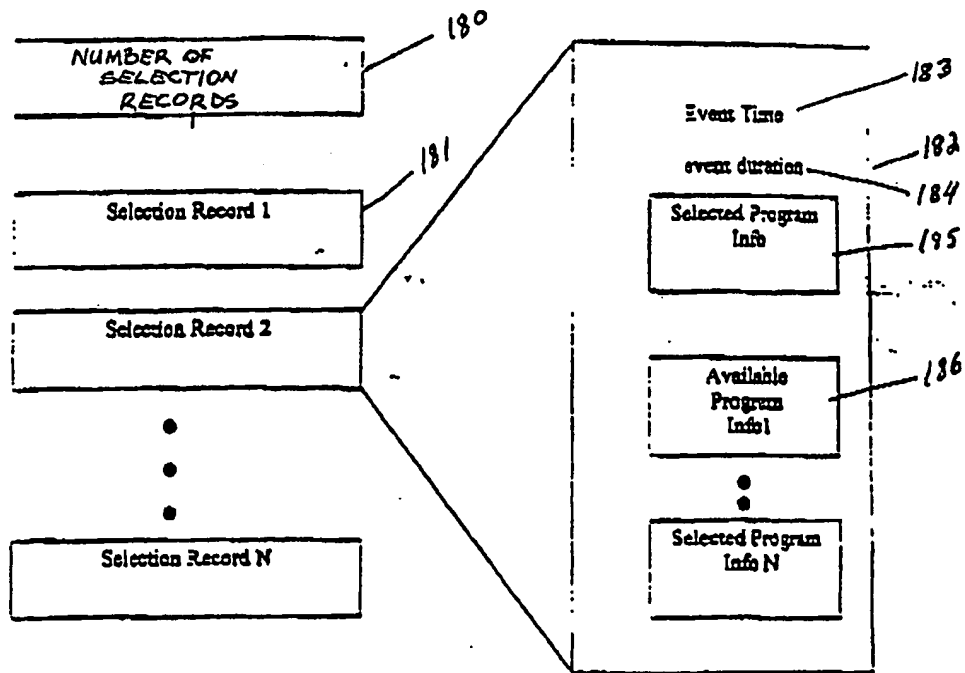 180
NUMBER OF
SELECTION
RECORDS
183
Event Time
181
182
event duration
184
Selection Record 1
Selected Program
Info
185
Selection Record 2
Available
Program
Info1
186
Selection Record N
Selected Program
Info N